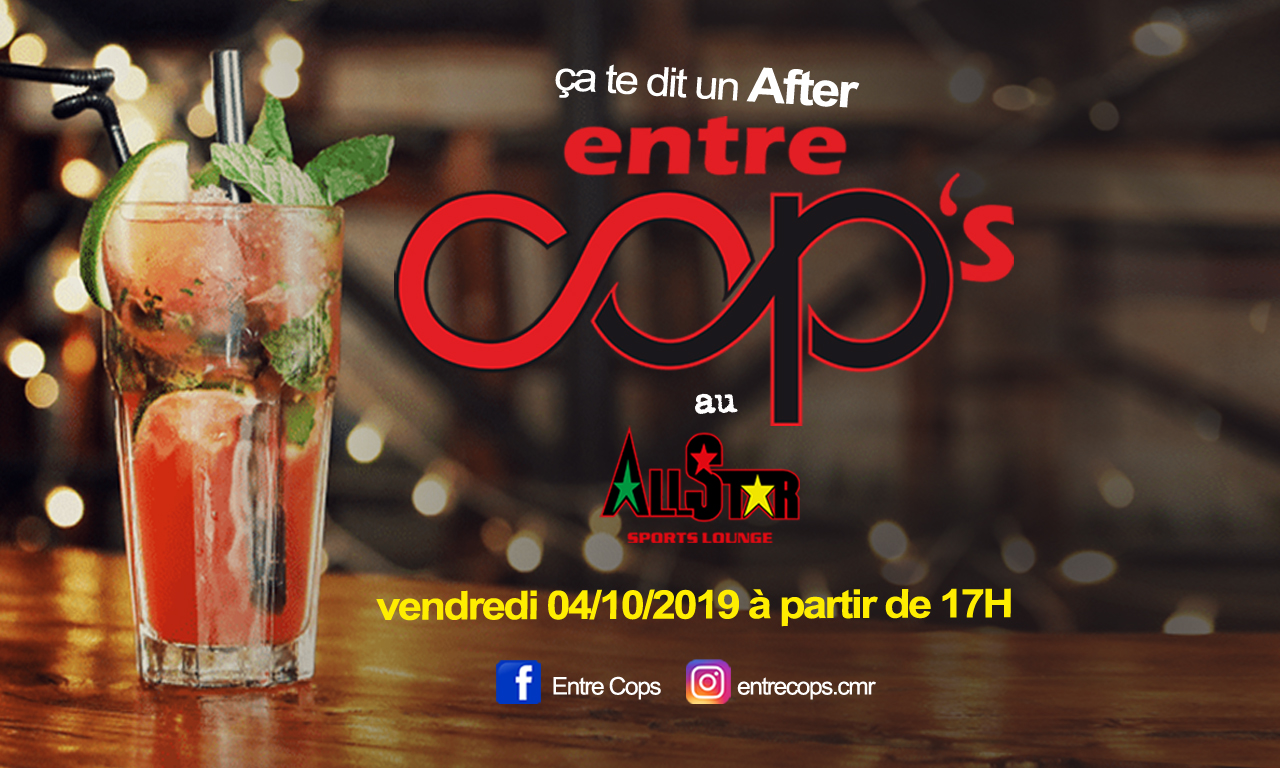 ça te dit un After
entre
cop's
au
ALLSTAR
SPORTS LOUNGE
vendredi 04/10/2019 à partir de 17H
Entre Cops
entrecops.cmr